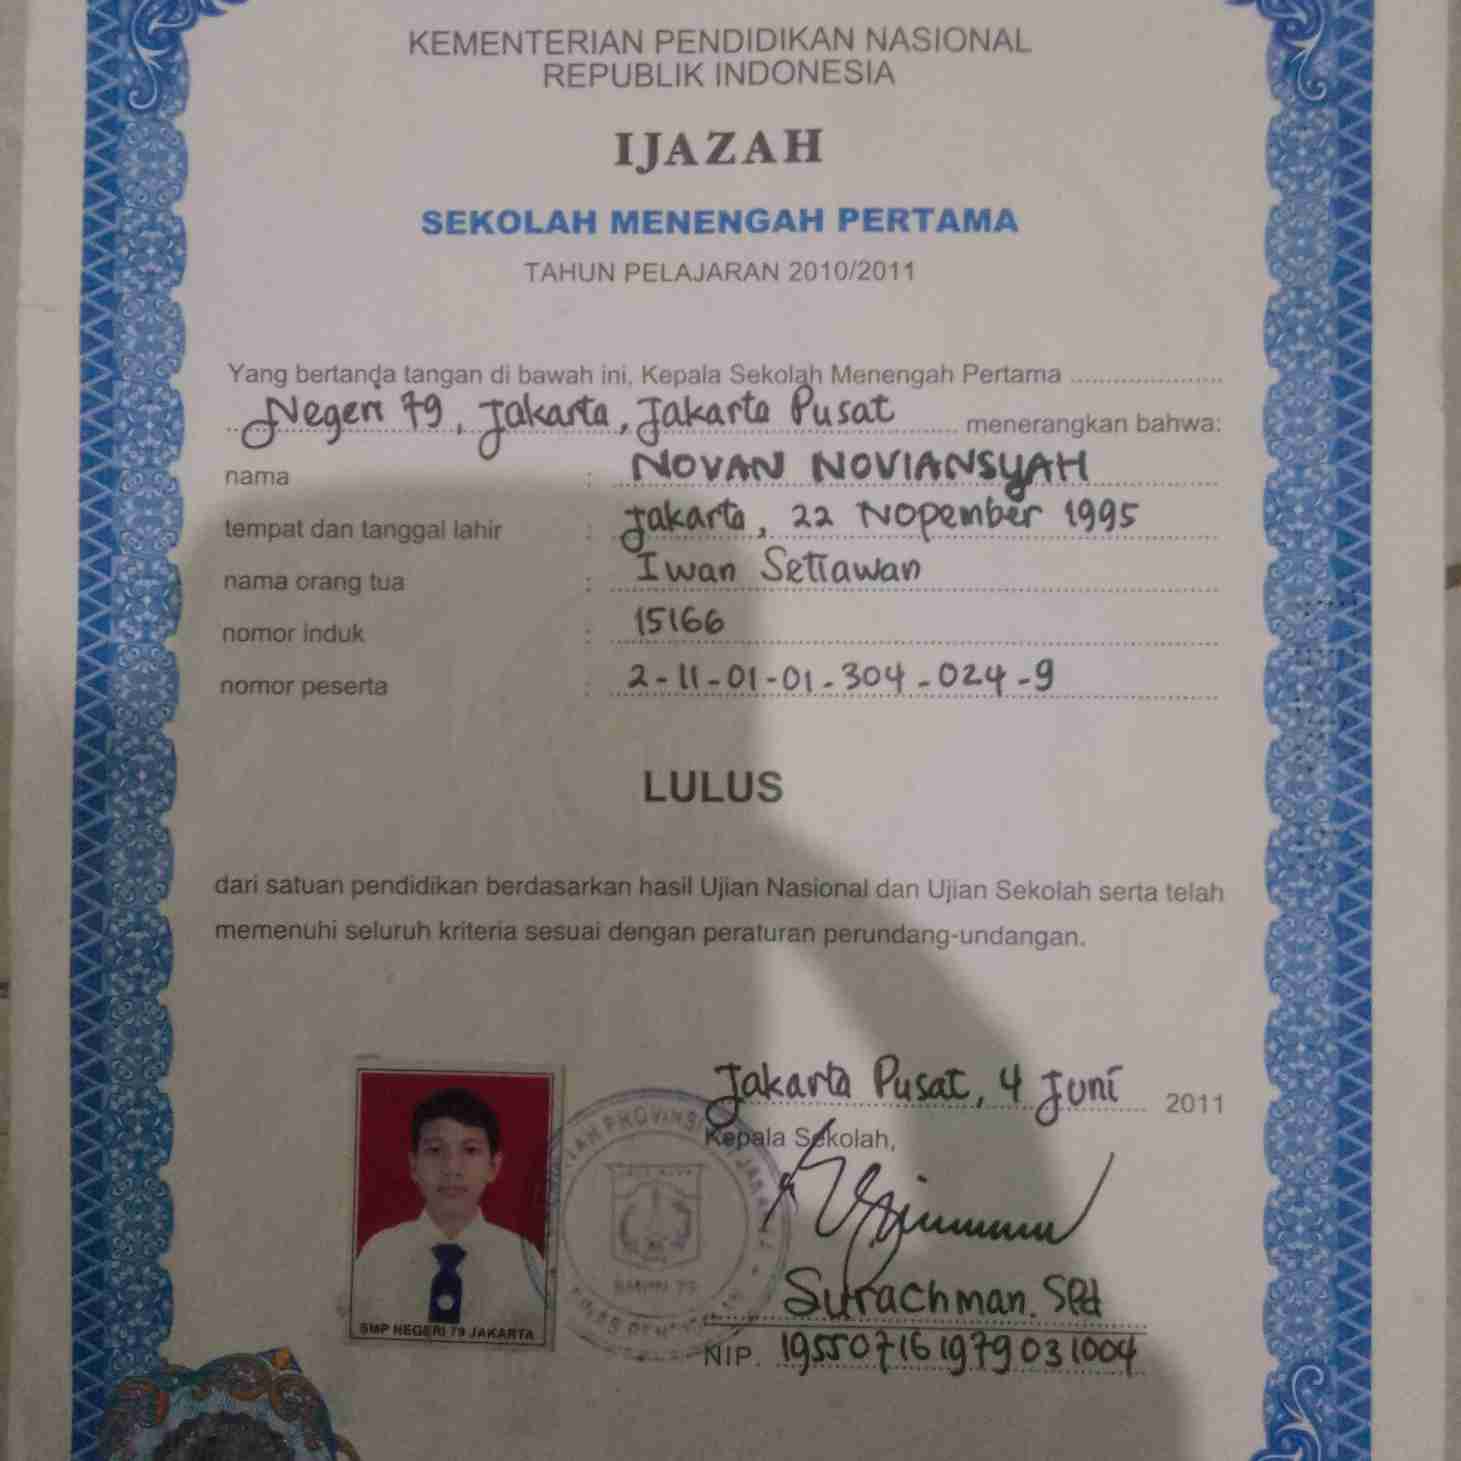 KEMENTERIAN PENDIDIKAN NASIONAL
REPUBLIK INDONESIA
IJAZAH
SEKOLAH MENENGAH PERTAMA
TAHUN PELAJARAN 2010/2011
Yang bertanda tangan di bawah ini, Kepala Sekolah Menengah Pertama
Negeri 79, Jakarta, Jakarta Pusat menerangkan bahwa:
nama : NOVAN NOVIANSYAH
tempat dan tanggal lahir : Jakarta, 22 Nopember 1995
nama orang tua : Iwan Setiawan
nomor induk : 15166
nomor peserta : 2-11-01-01-304-024-9
LULUS
dari satuan pendidikan berdasarkan hasil Ujian Nasional dan Ujian Sekolah serta telah
memenuhi seluruh kriteria sesuai dengan peraturan perundang-undangan.
Jakarta Pusat, 4 Juni 2011
Kepala Sekolah,
Surachman. SPd
NIP. 195507161979031004
SMP NEGERI 79 JAKARTA
PROVINSI
SMPN 79